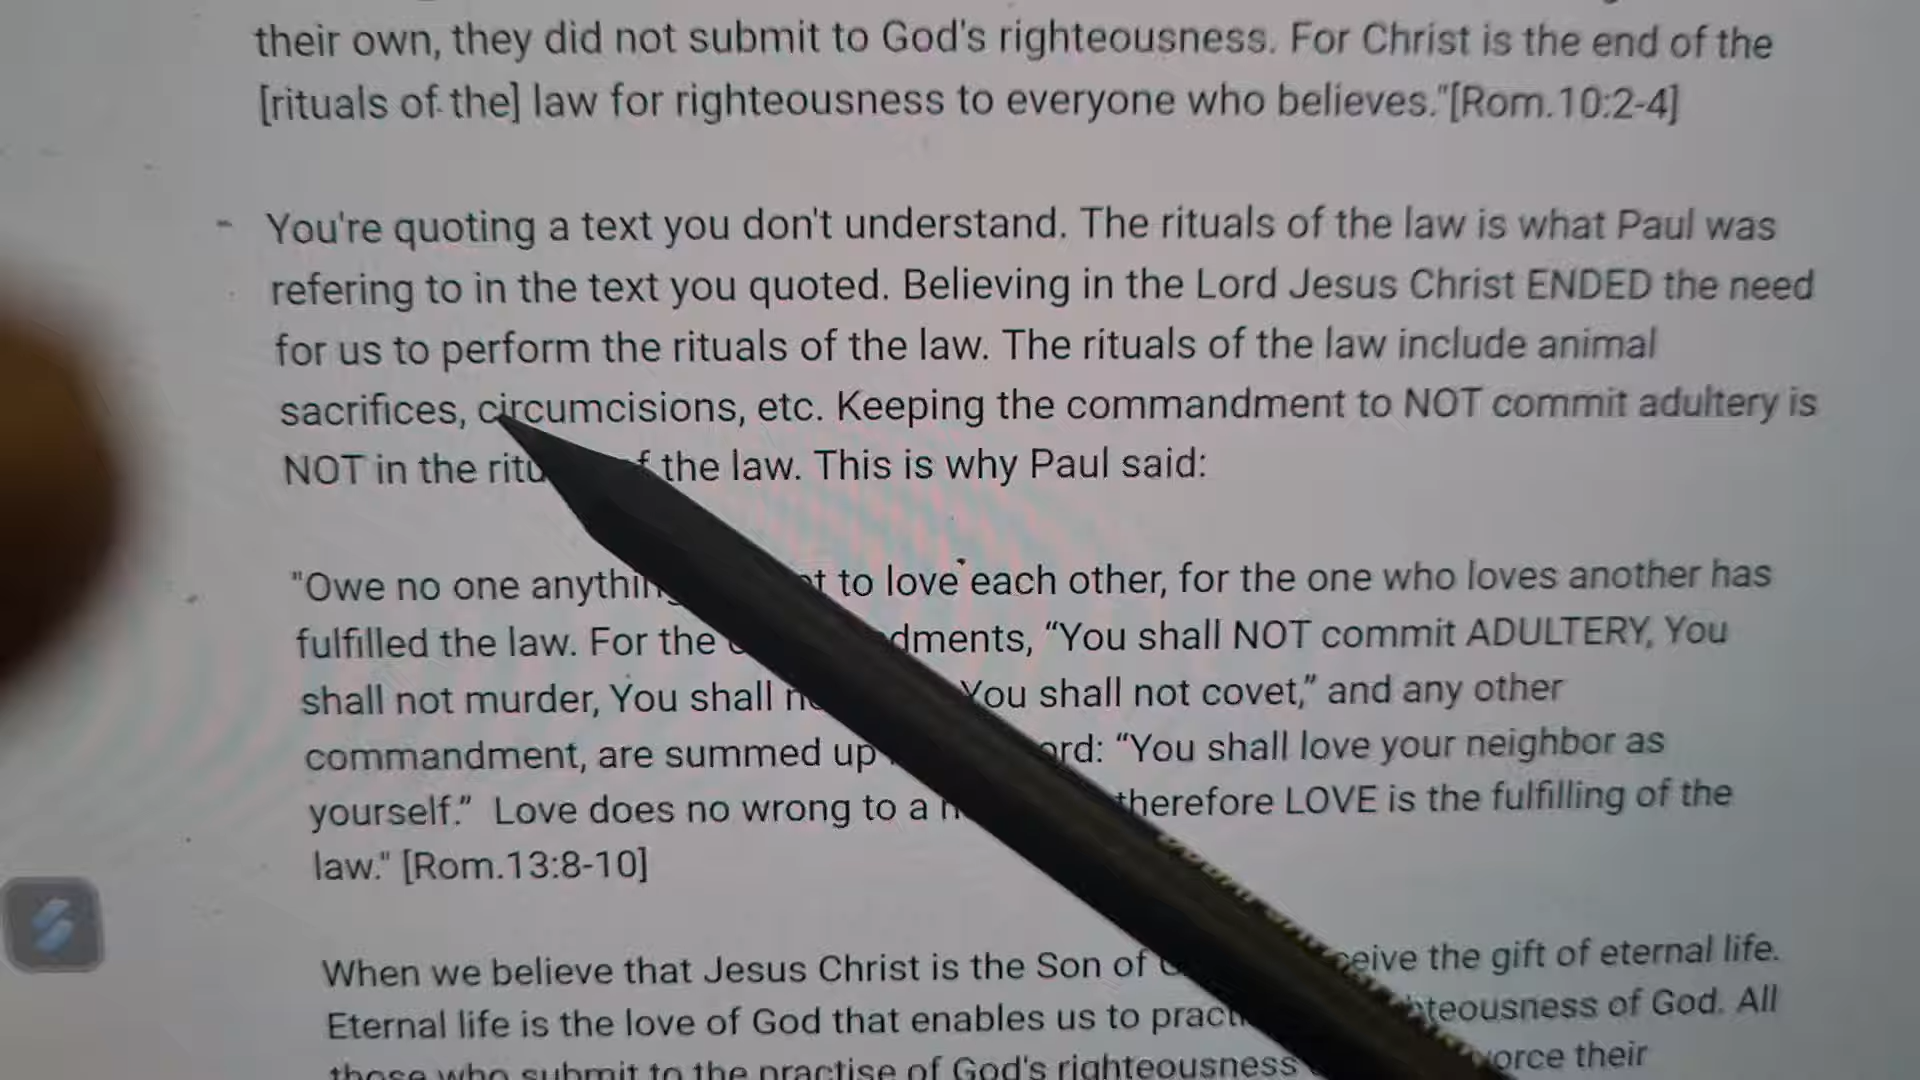 their own, they did not submit to God's righteousness. For Christ is the end of the
[rituals of the] law for righteousness to everyone who believes."[Rom.10:2-4]
- You're quoting a text you don't understand. The rituals of the law is what Paul was
refering to in the text you quoted. Believing in the Lord Jesus Christ ENDED the need
for us to perform the rituals of the law. The rituals of the law include animal
sacrifices, circumcisions, etc. Keeping the commandment to NOT commit adultery is
NOT in the of the law. This is why Paul said:
"Owe no one to love each other, for the one who loves another has
fulfilled the law. For the “You shall NOT commit ADULTERY, You
shall not murder, You shall You shall not covet,” and any other
commandment, are summed up “You shall love your neighbor as
yourself.” Love does no wrong to a therefore LOVE is the fulfilling of the
law." [Rom.13:8-10]
When we believe that Jesus Christ is the Son of the gift of eternal life.
Eternal life is the love of God that enables us to of God. All
those who submit to the practise of God's righteousness their